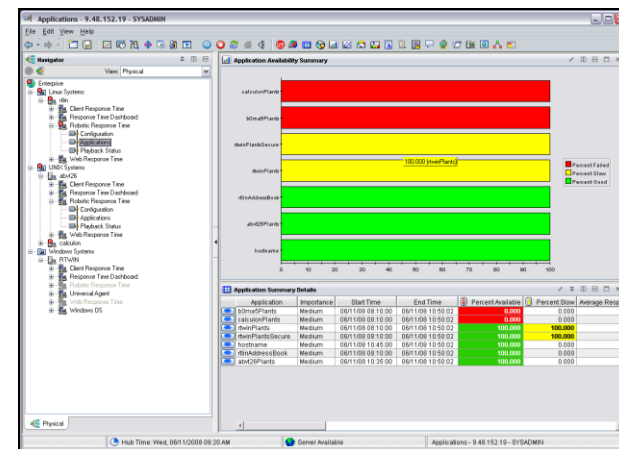 Applications - 9.48.152.19 - SYSADMIN
File Edit View Help
Navigator
View: Physical
Enterprise
Linux Systems
rtlin
Client Response Time
Response Time Dashboard
Robotic Response Time
Configuration
Applications
Playback Status
Web Response Time
UNIX Systems
abvt26
Client Response Time
Response Time Dashboard
Robotic Response Time
Configuration
Applications
Playback Status
Web Response Time
calculon
Windows Systems
RTWIN
Client Response Time
Response Time Dashboard
Robotic Response Time
Universal Agent
Web Response Time
Windows OS
Physical
Application Availability Summary
calculonPlants
b0ma5Plants
rtwinPlantsSecure
100.000 (rtwinPlants)
rtwinPlants
rtlinAddressBook
abvt26Plants
hostname
0 10 20 30 40 50 60 70 80 90 100
Percent Failed
Percent Slow
Percent Good
Application Summary Details
Application Importance Start Time End Time Percent Available Percent Slow Average Resp
b0ma5Plants Medium 06/11/08 08:10:00 06/11/08 10:50:02 0.000 0.000
calculonPlants Medium 06/11/08 08:10:00 06/11/08 10:50:02 0.000 0.000
rtwinPlants Medium 06/11/08 08:10:00 06/11/08 10:50:02 100.000 100.000
rtwinPlantsSecure Medium 06/11/08 08:10:00 06/11/08 10:50:02 100.000 100.000
hostname Medium 06/11/08 10:45:00 06/11/08 10:50:02 100.000 0.000
rtlinAddressBook Medium 06/11/08 08:10:00 06/11/08 10:50:02 100.000 0.000
abvt26Plants Medium 06/11/08 10:35:00 06/11/08 10:50:02 100.000 0.000
Hub Time: Wed, 06/11/2008 09:20 AM
Server Available
Applications - 9.48.152.19 - SYSADMIN